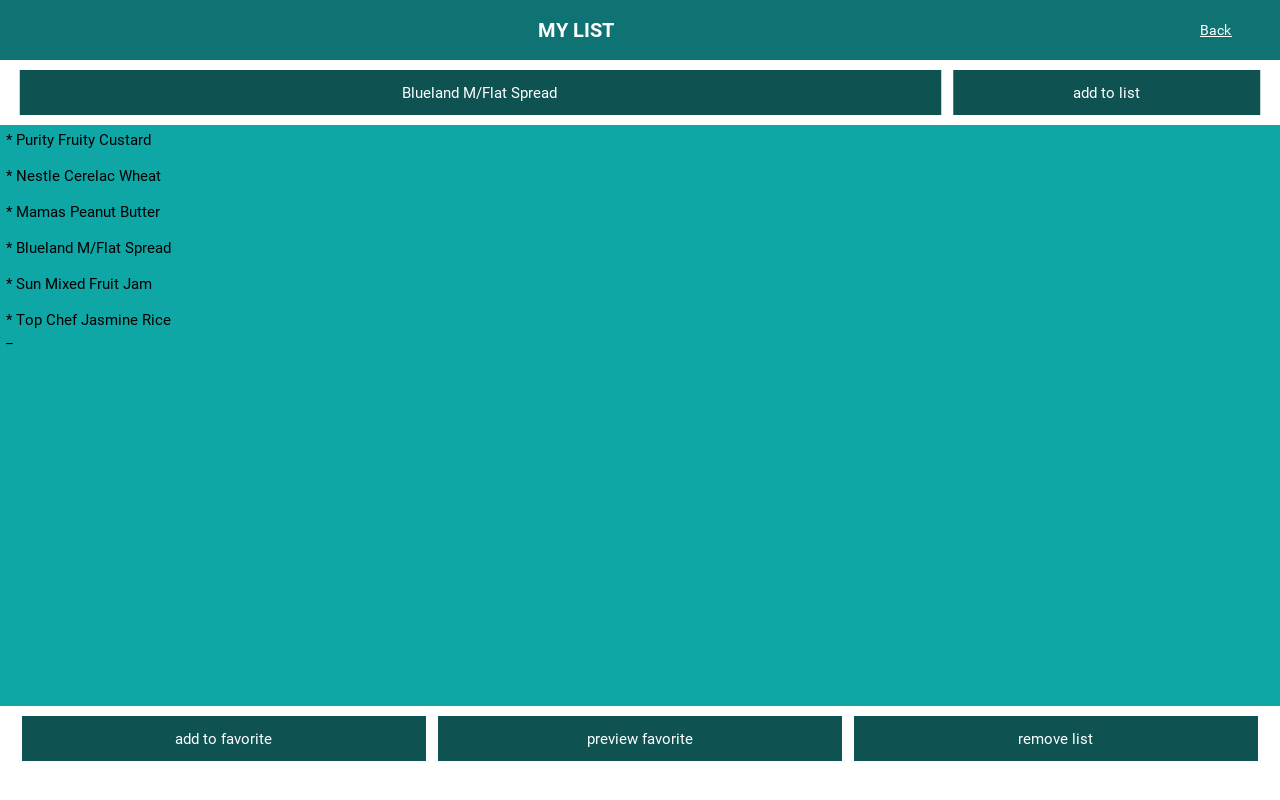 MY LIST
Back
Blueland M/Flat Spread
add to list
* Purity Fruity Custard
* Nestle Cerelac Wheat
* Mamas Peanut Butter
* Blueland M/Flat Spread
* Sun Mixed Fruit Jam
* Top Chef Jasmine Rice
_
add to favorite
preview favorite
remove list